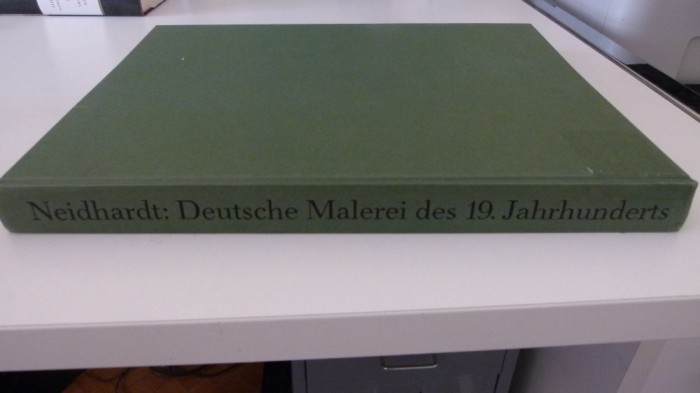 Neidhardt: Deutsche Malerei des 19. Jahrhunderts